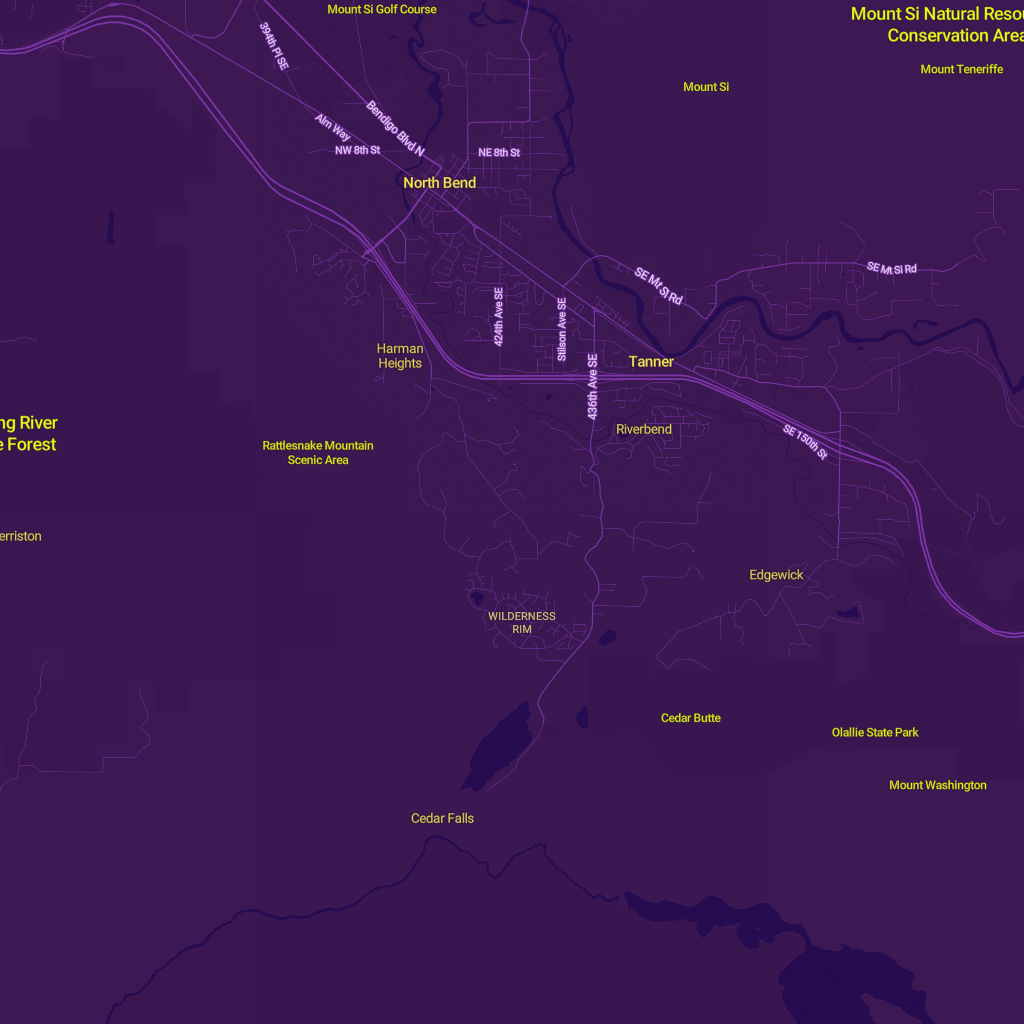 Mount Si Golf Course
Mount Si Natural
Conservation Area
394th Pl SE
Mount Teneriffe
Mount Si
Bendigo Blvd N
Alm Way
NW 8th St
NE 8th St
North Bend
SE Mt Si Rd
SE Mt Si Rd
424th Ave SE
Stilson Ave SE
Harman
Heights
Tanner
436th Ave SE
ng River
e Forest
Riverbend
SE 150th St
Rattlesnake Mountain
Scenic Area
erriston
Edgewick
WILDERNESS
RIM
Cedar Butte
Olallie State Park
Mount Washington
Cedar Falls